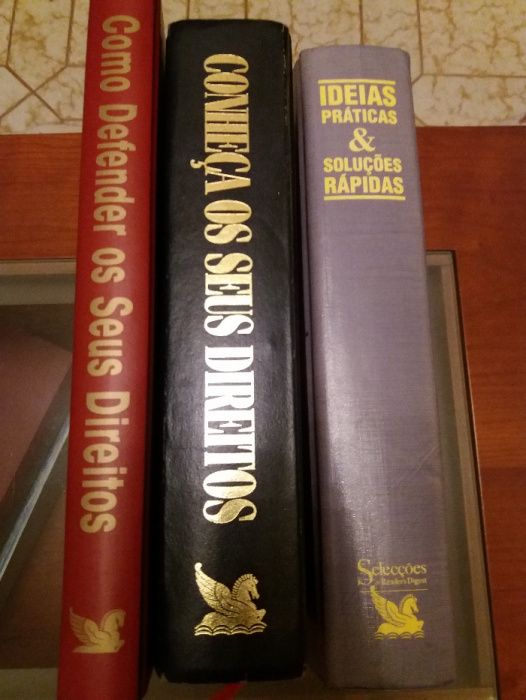 Como Defender os Seus Direitos
CONHEÇA OS SEUS DIREITOS
IDEIAS
PRÁTICAS
&
SOLUÇÕES
RÁPIDAS
Selecções
Reader's Digest